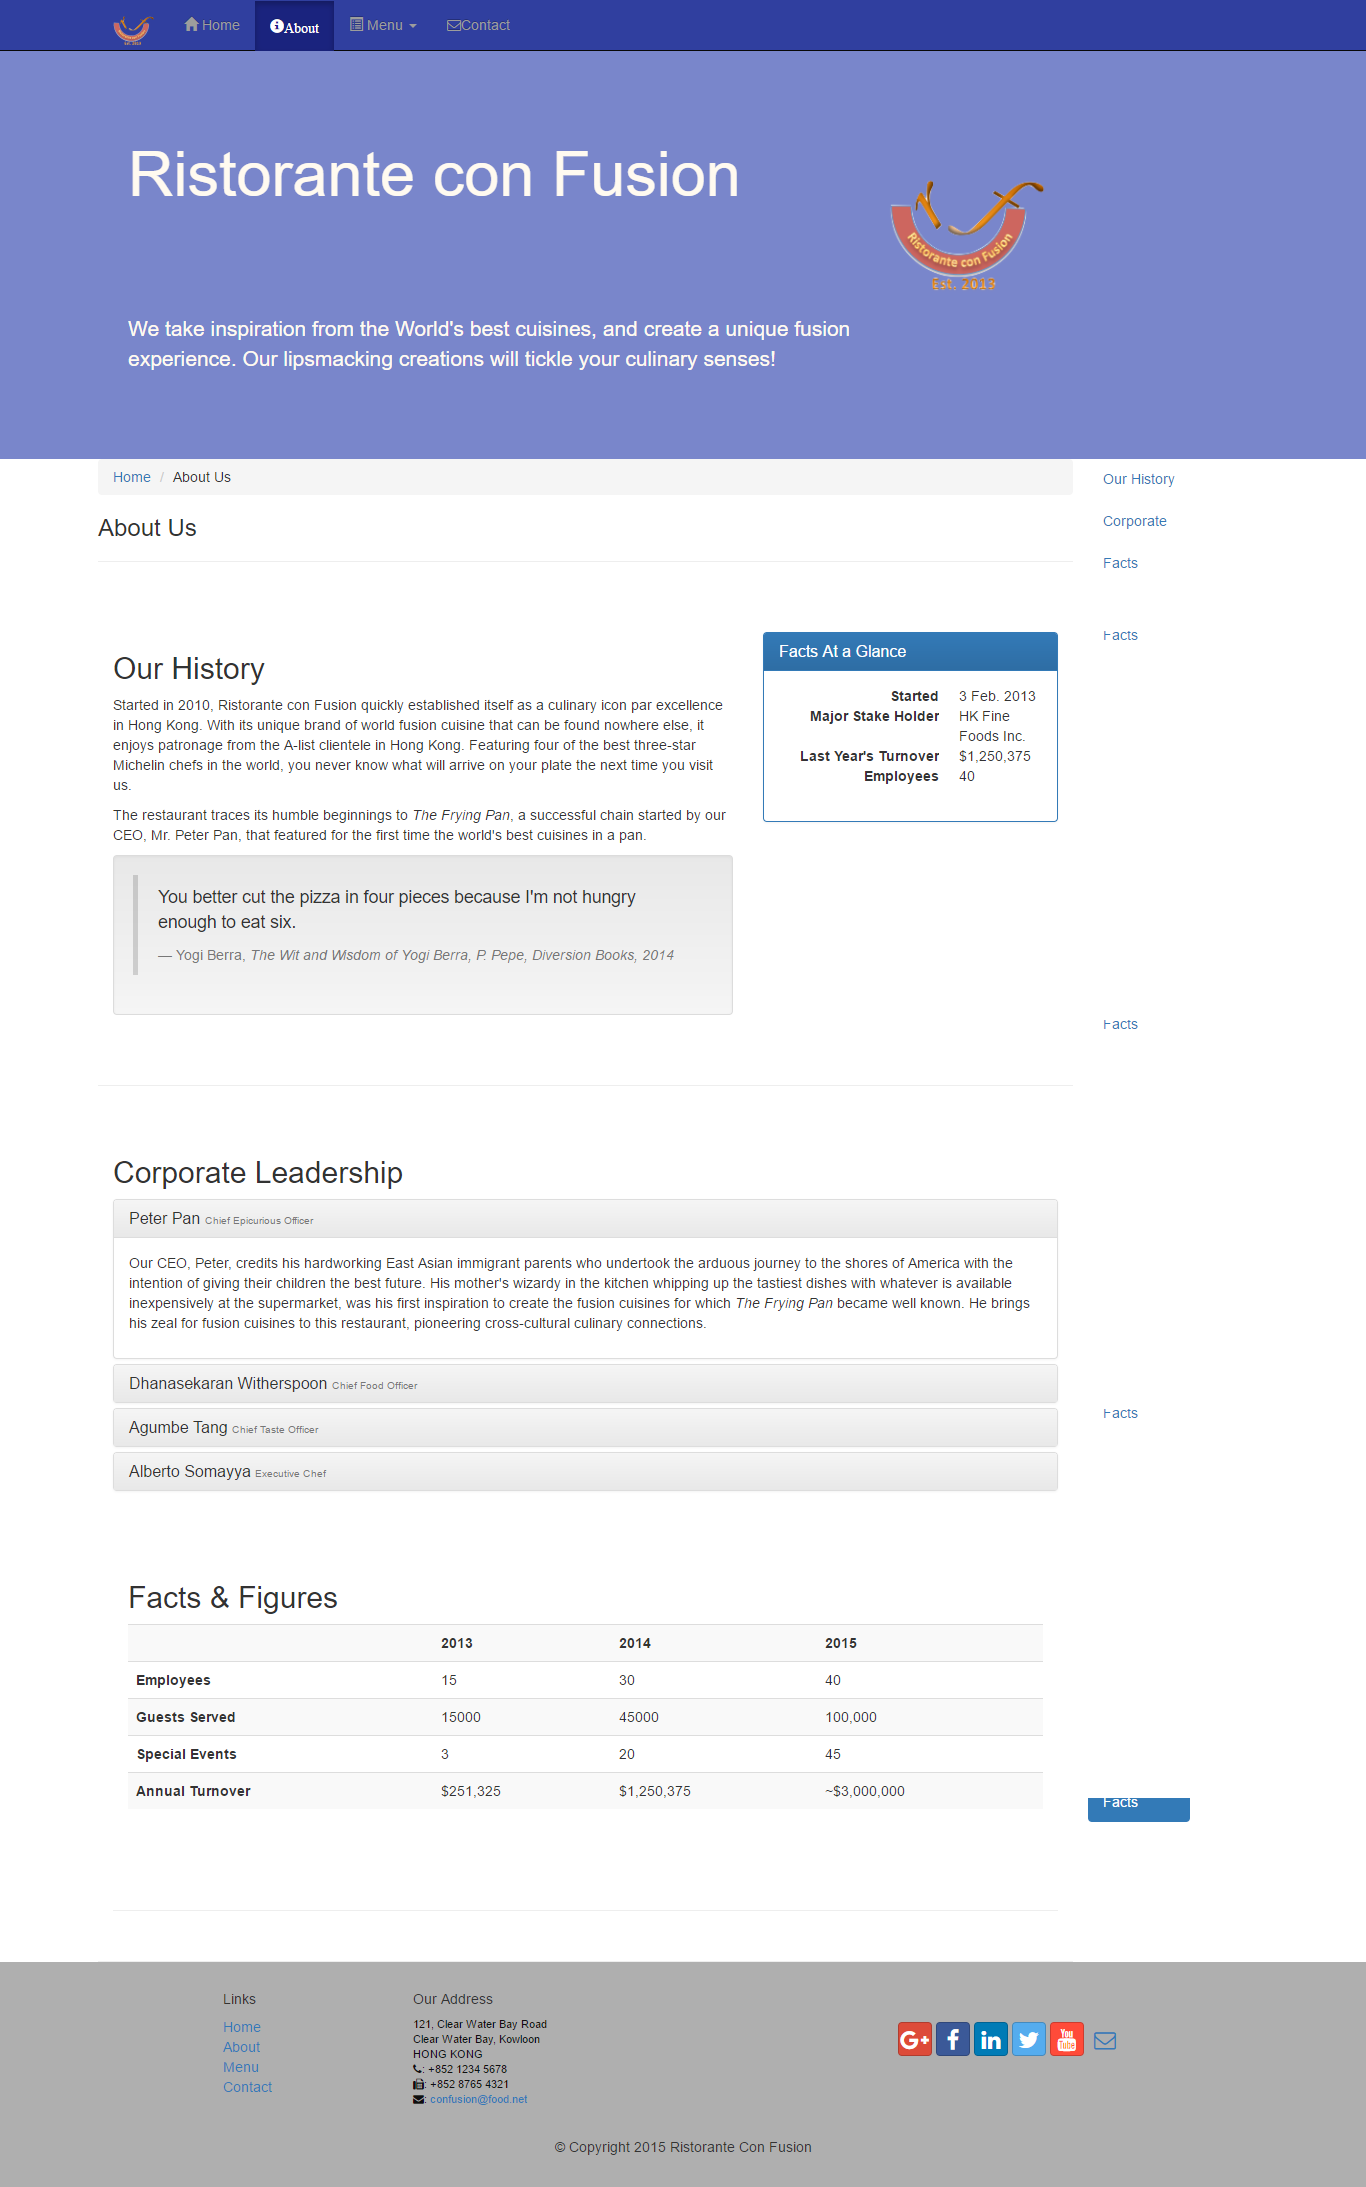 Est. 2013
Home
About
Menu
Contact
Ristorante con Fusion
Ristorante con Fusion
Est. 2013
We take inspiration from the World's best cuisines, and create a unique fusion
experience. Our lipsmacking creations will tickle your culinary senses!
Home / About Us
Our History
Corporate
Facts
About Us
Facts
Our History
Started in 2010, Ristorante con Fusion quickly established itself as a culinary icon par excellence
in Hong Kong. With its unique brand of world fusion cuisine that can be found nowhere else, it
enjoys patronage from the A-list clientele in Hong Kong. Featuring four of the best three-star
Michelin chefs in the world, you never know what will arrive on your plate the next time you visit
us.
The restaurant traces its humble beginnings to The Frying Pan, a successful chain started by our
CEO, Mr. Peter Pan, that featured for the first time the world's best cuisines in a pan.
You better cut the pizza in four pieces because I'm not hungry
enough to eat six.
— Yogi Berra, The Wit and Wisdom of Yogi Berra, P. Pepe, Diversion Books, 2014
Facts At a Glance
Started 3 Feb. 2013
Major Stake Holder HK Fine
Foods Inc.
Last Year's Turnover $1,250,375
Employees 40
Facts
Corporate Leadership
Peter Pan Chief Epicurious Officer
Our CEO, Peter, credits his hardworking East Asian immigrant parents who undertook the arduous journey to the shores of America with the
intention of giving their children the best future. His mother's wizardy in the kitchen whipping up the tastiest dishes with whatever is available
inexpensively at the supermarket, was his first inspiration to create the fusion cuisines for which The Frying Pan became well known. He brings
his zeal for fusion cuisines to this restaurant, pioneering cross-cultural culinary connections.
Dhanasekaran Witherspoon Chief Food Officer
Agumbe Tang Chief Taste Officer
Alberto Somayya Executive Chef
Facts
Facts & Figures
2013 2014 2015
Employees 15 30 40
Guests Served 15000 45000 100,000
Special Events 3 20 45
Annual Turnover $251,325 $1,250,375 ~$3,000,000
Facts
Links
Home
About
Menu
Contact
Our Address
121, Clear Water Bay Road
Clear Water Bay, Kowloon
HONG KONG
: +852 1234 5678
: +852 8765 4321
: confusion@food.net
G+ f in You Tube
© Copyright 2015 Ristorante Con Fusion